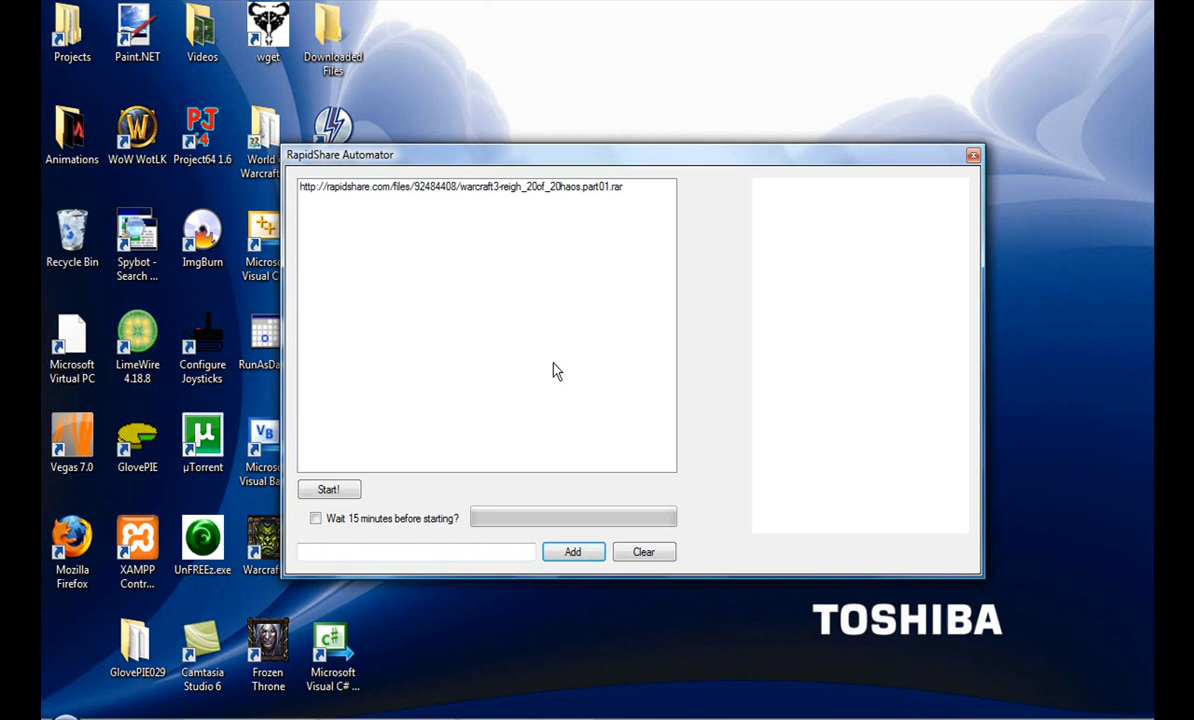 Projects
Paint.NET
Videos
wget
Downloaded
Files
Animations
WoW WotLK
Project64 1.6
World
Warcraft
RapidShare Automator
http://rapidshare.com/files/92484408/warcraft3-reigh_20of_20haos.part01.rar
Recycle Bin
Spybot -
Search ...
ImgBurn
Micros
Visual C
Microsoft
Virtual PC
LimeWire
4.18.8
Configure
Joysticks
RunAsDa
Vegas 7.0
GlovePIE
µTorrent
Micros
Visual Ba
Start!
Wait 15 minutes before starting?
Add
Clear
Mozilla
Firefox
XAMPP
Contr...
UnFREEz.exe
Warcraf
TOSHIBA
GlovePIE029
Camtasia
Studio 6
Frozen
Throne
Microsoft
Visual C# ...